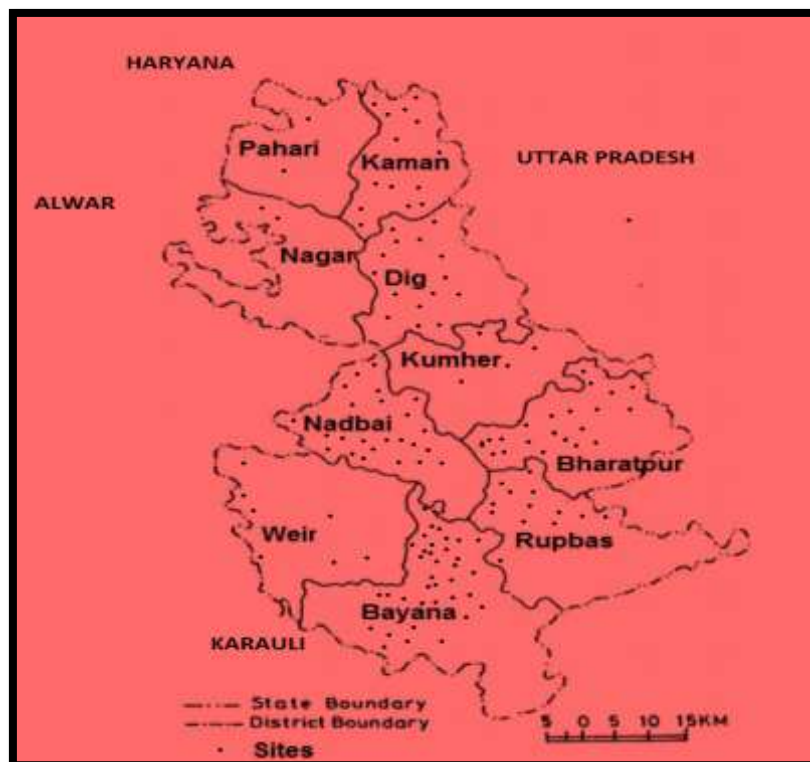 HARYANA
Pahari
Kaman
UTTAR PRADESH
ALWAR
Nagar
Dig
Kumher
Nadbai
Bharatpur
Weir
Rupbas
Bayana
KARAULI
State Boundary
District Boundary
Sites
5 0 5 10 15KM